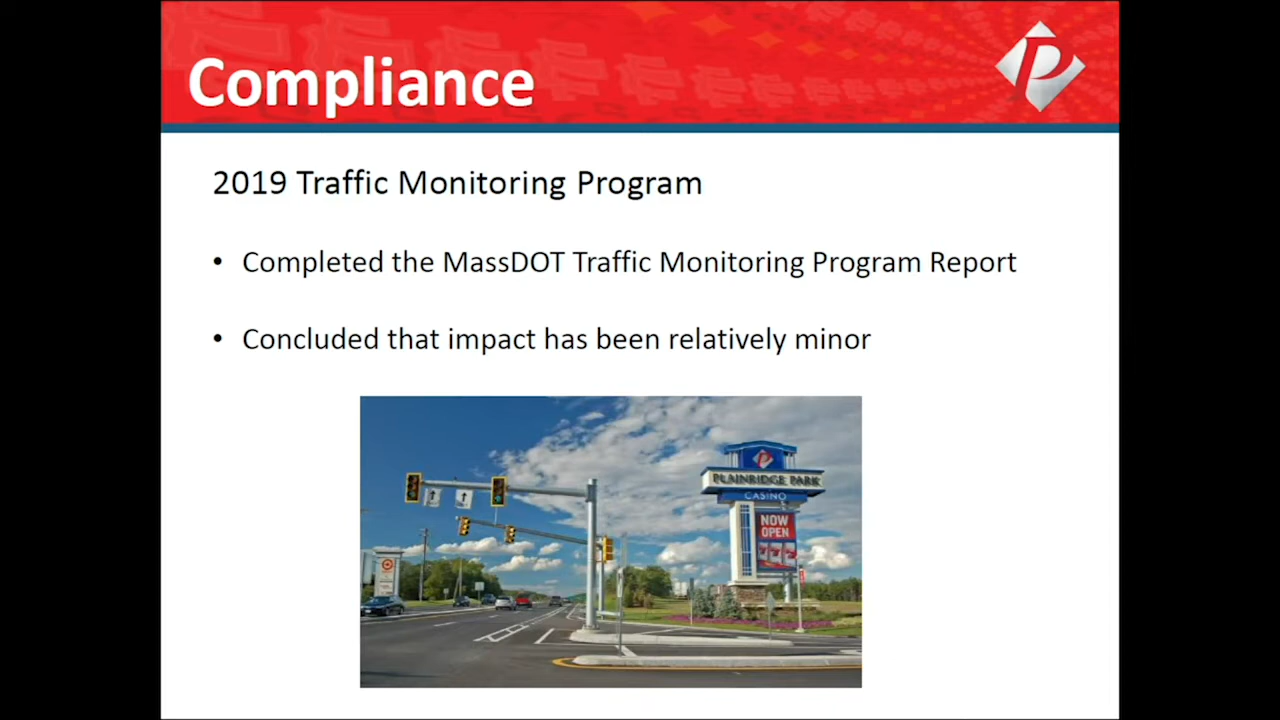 Compliance
2019 Traffic Monitoring Program
• Completed the MassDOT Traffic Monitoring Program Report
• Concluded that impact has been relatively minor
PLAINRIDGE PARK
CASINO
NOW
OPEN